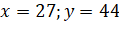 x = 27; y = 44